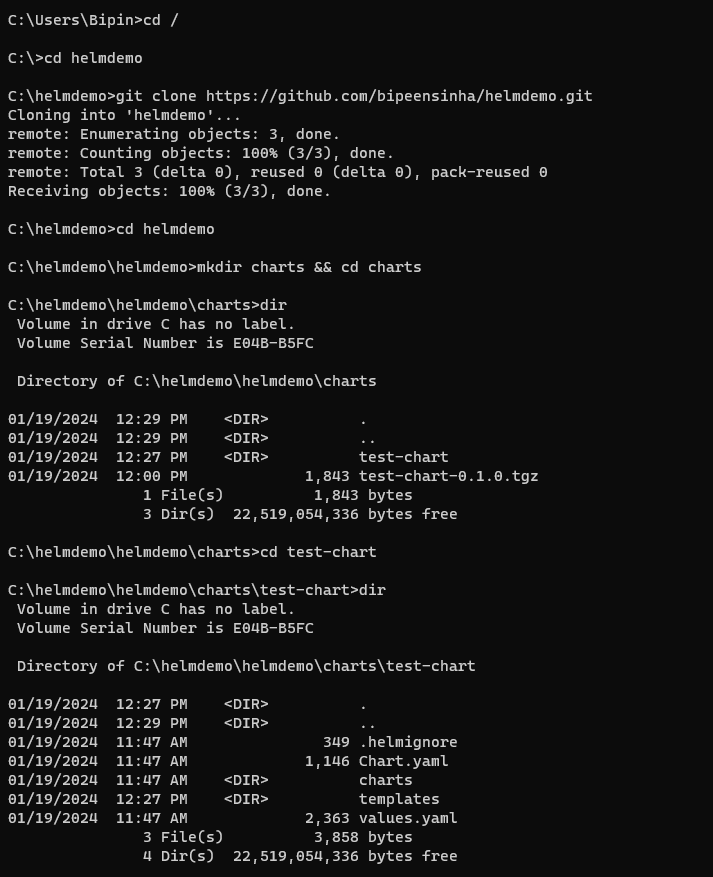 C:\Users\Bipin>cd /
C:\>cd helmdemo
C:\helmdemo>git clone https://github.com/bipeensinha/helmdemo.git
Cloning into 'helmdemo'...
remote: Enumerating objects: 3, done.
remote: Counting objects: 100% (3/3), done.
remote: Total 3 (delta 0), reused 0 (delta 0), pack-reused 0
Receiving objects: 100% (3/3), done.
C:\helmdemo>cd helmdemo
C:\helmdemo\helmdemo>mkdir charts && cd charts
C:\helmdemo\helmdemo\charts>dir
 Volume in drive C has no label.
 Volume Serial Number is E04B-B5FC
 Directory of C:\helmdemo\helmdemo\charts
01/19/2024  12:29 PM    <DIR>          .
01/19/2024  12:29 PM    <DIR>          ..
01/19/2024  12:27 PM    <DIR>          test-chart
01/19/2024  12:00 PM             1,843 test-chart-0.1.0.tgz
               1 File(s)          1,843 bytes
               3 Dir(s)  22,519,054,336 bytes free
C:\helmdemo\helmdemo\charts>cd test-chart
C:\helmdemo\helmdemo\charts\test-chart>dir
 Volume in drive C has no label.
 Volume Serial Number is E04B-B5FC
 Directory of C:\helmdemo\helmdemo\charts\test-chart
01/19/2024  12:27 PM    <DIR>          .
01/19/2024  12:29 PM    <DIR>          ..
01/19/2024  11:47 AM               349 .helmignore
01/19/2024  11:47 AM             1,146 Chart.yaml
01/19/2024  11:47 AM    <DIR>          charts
01/19/2024  12:27 PM    <DIR>          templates
01/19/2024  11:47 AM             2,363 values.yaml
               3 File(s)          3,858 bytes
               4 Dir(s)  22,519,054,336 bytes free